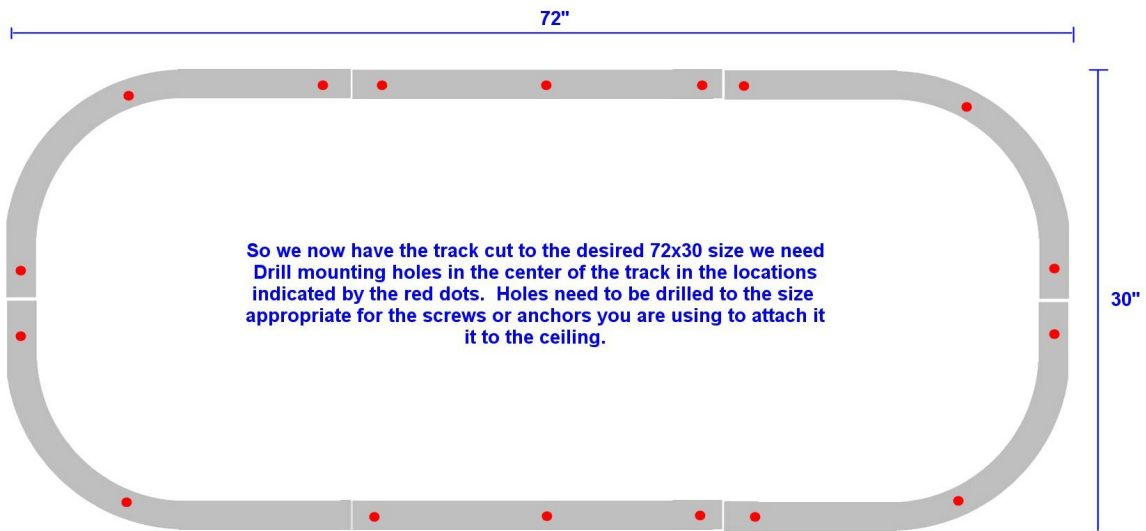 72"
So we now have the track cut to the desired 72x30 size we need
Drill mounting holes in the center of the track in the locations
indicated by the red dots.  Holes need to be drilled to the size
appropriate for the screws or anchors you are using to attach it
it to the ceiling.
30"